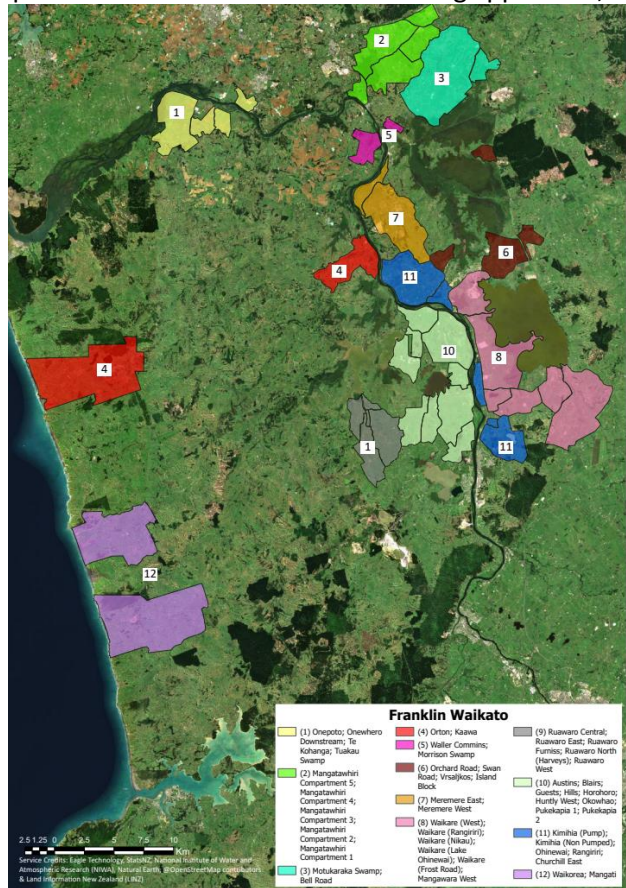 2
3
1
5
7
6
4
11
8
10
4
1
11
12
Franklin Waikato
(1) Onepoto; Onewhero
Downstream; Te
Kohanga; Tuakau
Swamp
(2) Mangatawhiri
Compartment 5;
Mangatawhiri
Compartment 4;
Mangatawhiri
Compartment 3;
Mangatawhiri
Compartment 2;
Mangatawhiri
Compartment 1
(3) Motukaraka Swamp;
Bell Road
(4) Orton; Kaawa
(5) Waller Commins;
Morrison Swamp
(6) Orchard Road; Swan
Road; Vrsaljkos; Island
Block
(7) Meremere East;
Meremere West
(8) Waikare (West);
Waikare (Rangiriri);
Waikare (Nikau);
Waikare (Lake
Ohinewai); Waikare
(Frost Road);
Mangawara West
(9) Ruawaro Central;
Ruawaro East; Ruawaro
Furniss; Ruawaro North
(Harveys); Ruawaro
West
(10) Austins; Blairs;
Guests; Hills; Horohoro;
Huntly West; Okowhao;
Pukekapia 1; Pukekapia
2
(11) Kimihia (Pump);
Kimihia (Non Pumped);
Ohinewai; Rangiriri;
Churchill East
(12) Waikorea; Mangati
2.5 1.25 0 2.5 5 7.5 10
Km
Service Credits: Eagle Technology, StatsNZ, National Institute of Water and
Atmospheric Research (NIWA), Natural Earth, @OpenStreetMap contributors
& Land Information New Zealand (LINZ)